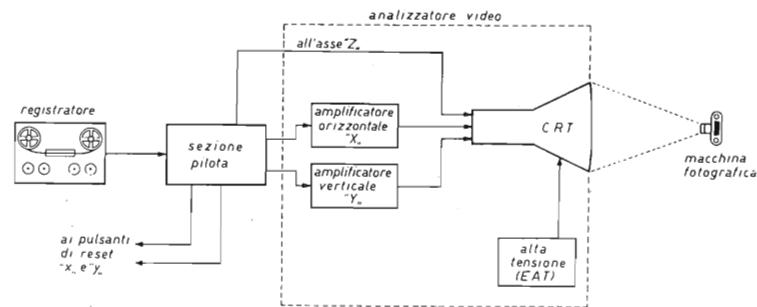 analizzatore video
all'asse "Z„
registratore
amplificatore
orizzontale
"X„
CRT
sezione
pilota
amplificatore
verticale
"Y„
macchina
fotografica
ai pulsanti
di reset
"x„ e "y„
alta
tensione
(EAT)